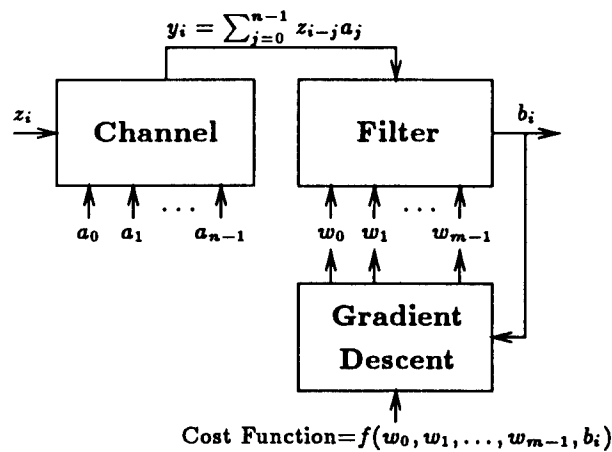 y_i = \sum_{j=0}^{n-1} z_{i-j} a_j
z_i
Channel
Filter
b_i
a_0 a_1 ... a_{n-1}
w_0 w_1 ... w_{m-1}
Gradient
Descent
Cost Function=f(w_0, w_1, ..., w_{m-1}, b_i)